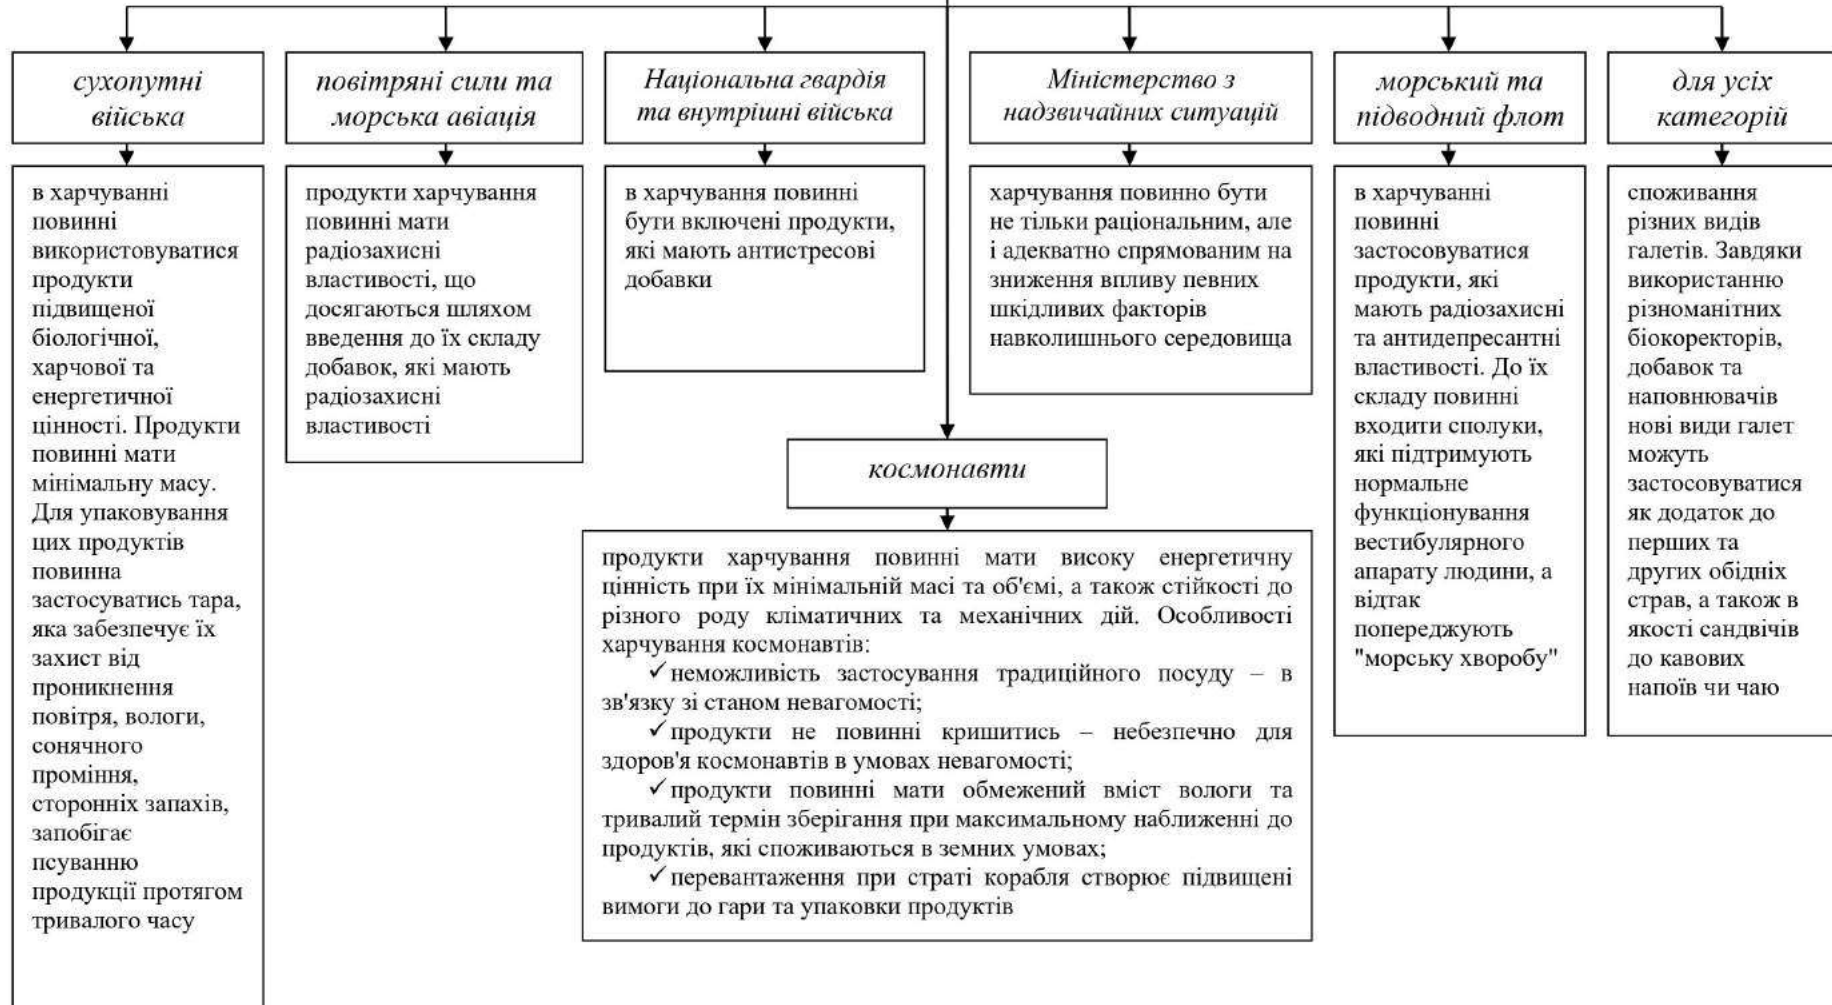 сухопутні
війська
в харчуванні
повинні
використовуватися
продукти
підвищеної
біологічної,
харчової та
енергетичної
цінності. Продукти
повинні мати
мінімальну масу.
Для упаковування
цих продуктів
повинна
застосуватись тара,
яка забезпечує їх
захист від
проникнення
повітря, вологи,
сонячного
проміння,
сторонніх запахів,
запобігає
псуванню
продукції протягом
тривалого часу
повітряні сили та
морська авіація
продукти харчування
повинні мати
радіозахисні
властивості, що
досягаються шляхом
введення до їх складу
добавок, які мають
радіозахисні
властивості
Національна гвардія
та внутрішні війська
в харчування повинні
бути включені продукти,
які мають антистресові
добавки
Міністерство з
надзвичайних ситуацій
харчування повинно бути
не тільки раціональним, але
і адекватно спрямованим на
зниження впливу певних
шкідливих факторів
навколишнього середовища
морський та
підводний флот
в харчуванні
повинні
застосовуватися
продукти, які
мають радіозахисні
та антидепресантні
властивості. До їх
складу повинні
входити сполуки,
які підтримують
нормальне
функціонування
вестибулярного
апарату людини, а
відтак
попереджують
"морську хворобу"
для усіх
категорій
споживання
різних видів
галетів. Завдяки
використанню
різноманітних
біокоректорів,
добавок та
наповнювачів
нові види галет
можуть
застосовуватися
як додаток до
перших та
других обідніх
страв, а також в
якості сандвічів
до кавових
напоїв чи чаю
космонавти
продукти харчування повинні мати високу енергетичну
цінність при їх мінімальній масі та об'ємі, а також стійкості до
різного роду кліматичних та механічних дій. Особливості
харчування космонавтів:
✓ неможливість застосування традиційного посуду – в
зв'язку зі станом невагомості;
✓ продукти не повинні кришитись – небезпечно для
здоров'я космонавтів в умовах невагомості;
✓ продукти повинні мати обмежений вміст вологи та
тривалий термін зберігання при максимальному наближенні до
продуктів, які споживаються в земних умовах;
✓ перевантаження при страті корабля створює підвищені
вимоги до гари та упаковки продуктів